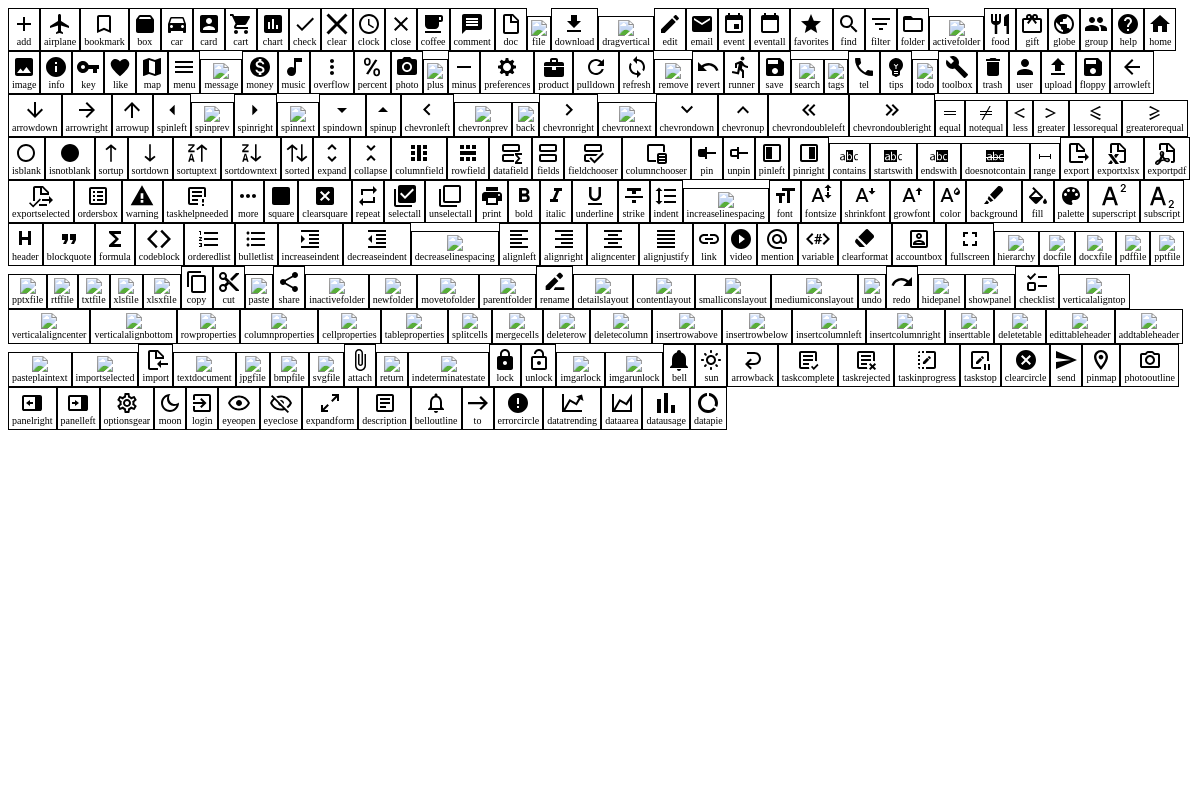 add airplane bookmark box car card cart chart check clear clock close coffee comment doc file download dragvertical edit email event eventall favorites find filter folder activefolder food gift globe group help home
image info key like map menu message money music overflow percent photo plus minus preferences product pulldown refresh remove revert runner save search tags tel tips todo toolbox trash user upload floppy arrowleft
arrowdown arrowright arrowup spinleft spinprev spinright spinnext spindown spinup chevronleft chevronprev back chevronright chevronnext chevrondown chevronup chevrondoubleleft chevrondoubleright equal notequal less greater lessorequal greaterorequal
isblank isnotblank sortup sortdown sortuptext sortdowntext sorted expand collapse columnfield rowfield datafield fields fieldchooser columnchooser pin unpin pinleft pinright contains startswith endswith doesnotcontain range export exportxlsx exportpdf
exportselected ordersbox warning taskhelpneeded more square clearsquare repeat selectall unselectall print bold italic underline strike indent increaselinespacing font fontsize shrinkfont growfont color background fill palette superscript subscript
header blockquote formula codeblock orderedlist bulletlist increaseindent decreaseindent decreaselinespacing alignleft alignright aligncenter alignjustify link video mention variable clearformat accountbox fullscreen hierarchy docfile docxfile pdffile pptfile
pptxfile rtffile txtfile xlsfile xlsxfile copy cut paste share inactivefolder newfolder movetofolder parentfolder rename detailslayout contentlayout smalliconslayout mediumiconslayout undo redo hidepanel showpanel checklist verticalaligntop
verticalaligncenter verticalalignbottom rowproperties columnproperties cellproperties tableproperties splitcells mergecells deleterow deletecolumn insertrowabove insertrowbelow insertcolumnleft insertcolumnright inserttable deletetable edittableheader addtableheader
pasteplaintext importselected import textdocument jpgfile bmpfile svgfile attach return indeterminatestate lock unlock imgarlock imgarunlock bell sun arrowback taskcomplete taskrejected taskinprogress taskstop clearcircle send pinmap photooutline
panelright panelleft optionsgear moon login eyeopen eyeclose expandform description belloutline to errorcircle datatrending dataarea datausage datapie